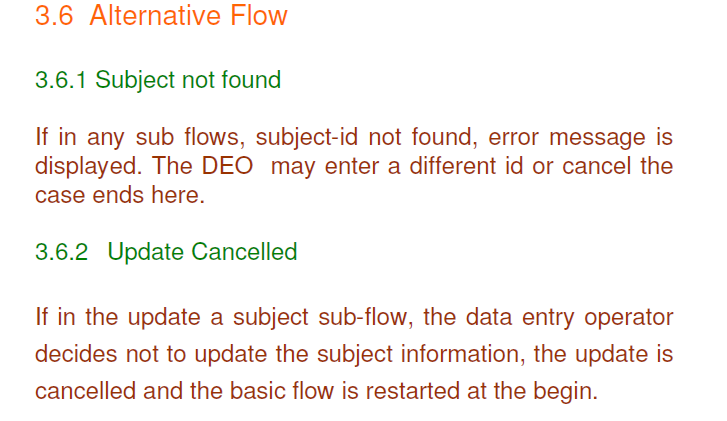 3.6 Alternative Flow
3.6.1 Subject not found
If in any sub flows, subject-id not found, error message is
displayed. The DEO may enter a different id or cancel the
case ends here.
3.6.2 Update Cancelled
If in the update a subject sub-flow, the data entry operator
decides not to update the subject information, the update is
cancelled and the basic flow is restarted at the begin.